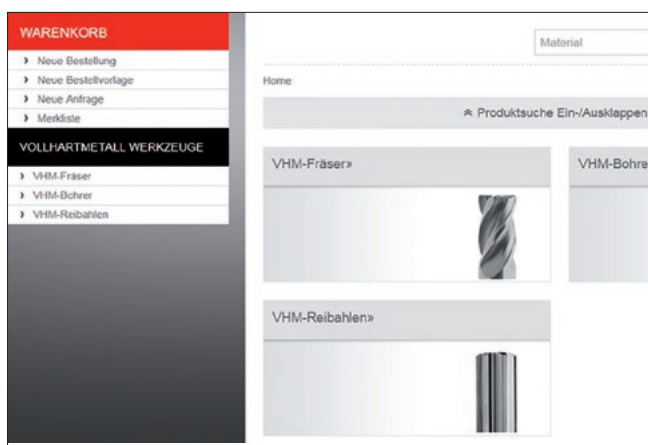 WARENKORB
Neue Bestellung
Neue Bestellvorlage
Neue Anfrage
Merkliste
VOLLHARTMETALL WERKZEUGE
VHM-Fräser
VHM-Bohrer
VHM-Reibahlen
Material
Home
Produktsuche Ein-/Ausklappen
VHM-Fräser»
VHM-Bohre
VHM-Reibahlen»